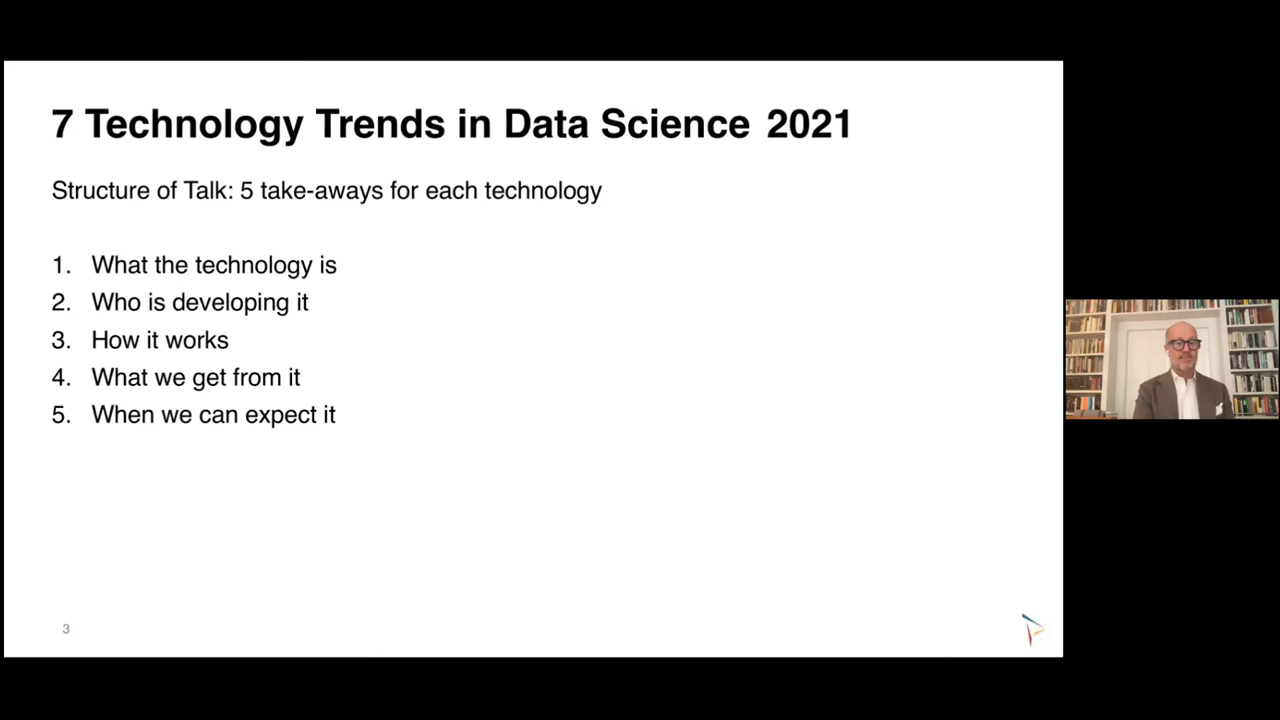 7 Technology Trends in Data Science 2021
Structure of Talk: 5 take-aways for each technology
1. What the technology is
2. Who is developing it
3. How it works
4. What we get from it
5. When we can expect it
3